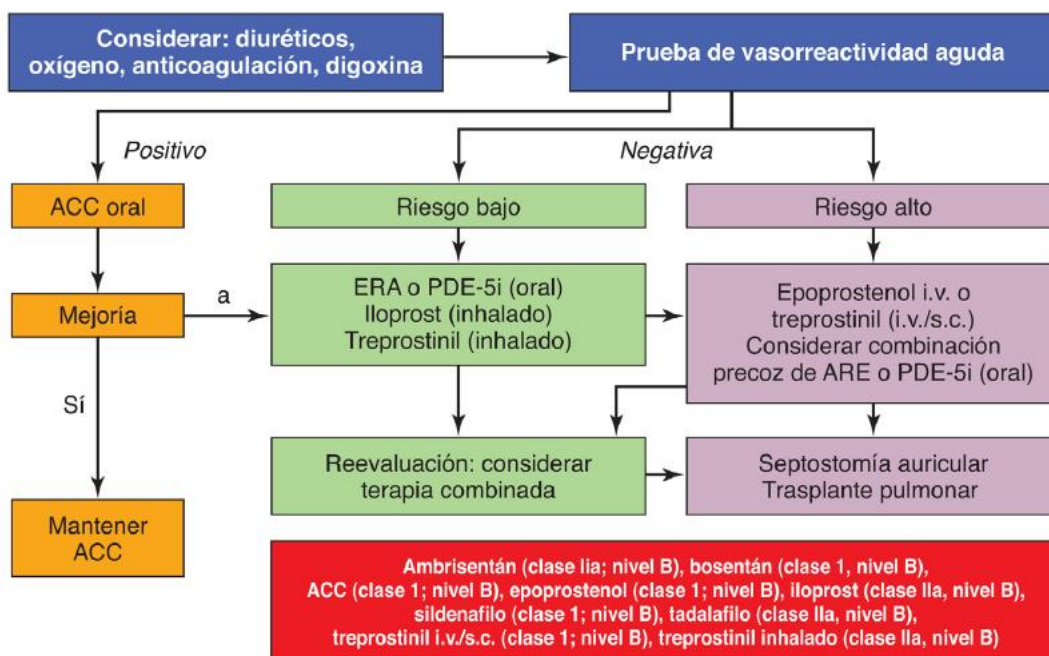 Considerar: diuréticos,
oxígeno, anticoagulación, digoxina
Prueba de vasorreactividad aguda
Positivo
Negativa
ACC oral
Riesgo bajo
Riesgo alto
Mejoría
a
ERA o PDE-5i (oral)
Iloprost (inhalado)
Treprostinil (inhalado)
Epoprostenol i.v. o
treprostinil (i.v./s.c.)
Considerar combinación
precoz de ARE o PDE-5i (oral)
Sí
Reevaluación: considerar
terapia combinada
Septostomía auricular
Trasplante pulmonar
Mantener
ACC
Ambrisentán (clase Iia; nivel B), bosentán (clase 1, nivel B),
ACC (clase 1; nivel B), epoprostenol (clase 1; nivel B), iloprost (clase IIa, nivel B),
sildenafilo (clase 1; nivel B), tadalafilo (clase IIa, nivel B),
treprostinil i.v./s.c. (clase 1; nivel B), treprostinil inhalado (clase IIa, nivel B)